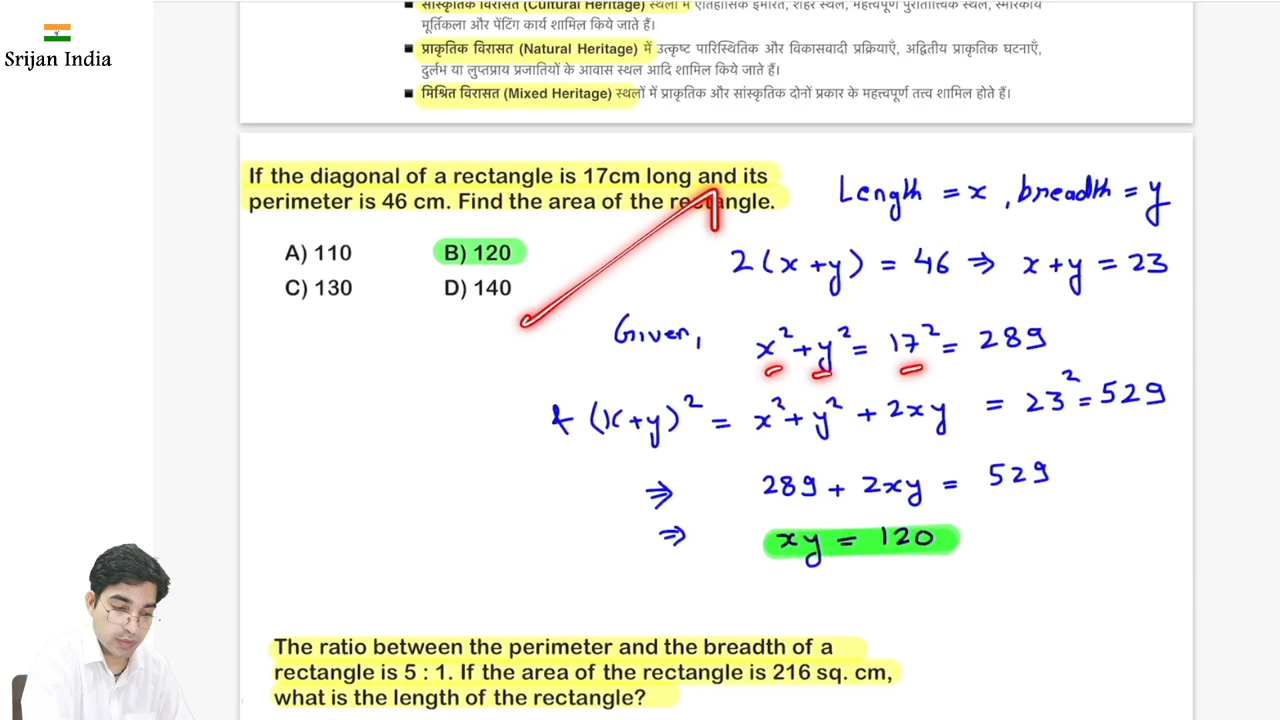 Srijan India
■ सांस्कृतिक विरासत (Cultural Heritage) स्थलों में ऐतिहासिक इमारत, शहर स्थल, महत्त्वपूर्ण पुरातात्विक स्थल, स्मारकीय
मूर्तिकला और पेंटिंग कार्य शामिल किये जाते हैं।
■ प्राकृतिक विरासत (Natural Heritage) में उत्कृष्ट पारिस्थितिक और विकासवादी प्रक्रियाएँ, अद्वितीय प्राकृतिक घटनाएँ,
दुर्लभ या लुप्तप्राय प्रजातियों के आवास स्थल आदि शामिल किये जाते हैं।
■ मिश्रित विरासत (Mixed Heritage) स्थलों में प्राकृतिक और सांस्कृतिक दोनों प्रकार के महत्त्वपूर्ण तत्त्व शामिल होते हैं।
If the diagonal of a rectangle is 17cm long and its
perimeter is 46 cm. Find the area of the rectangle.
A) 110 B) 120
C) 130 D) 140
Length = x, breadth = y
2(x+y) = 46 ⇒ x+y = 23
Given, x²+y² = 17² = 289
& (x+y)² = x²+y²+2xy = 23² = 529
⇒ 289 + 2xy = 529
⇒ xy = 120
The ratio between the perimeter and the breadth of a
rectangle is 5 : 1. If the area of the rectangle is 216 sq. cm,
what is the length of the rectangle?